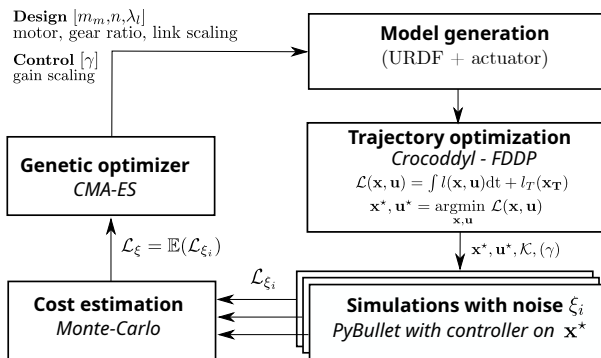 Design [m_m,n,λ_l]
motor, gear ratio, link scaling
Control [γ]
gain scaling
Model generation
(URDF + actuator)
Trajectory optimization
Crocoddyl - FDDP
ℒ(x, u) = ∫ l(x, u)dt + l_T(x_T)
x*, u* = argmin ℒ(x, u)
x,u
Genetic optimizer
CMA-ES
x*, u*, 𝒦, (γ)
ℒ_ξ = 𝔼(ℒ_ξ_i)
ℒ_ξ_i
Cost estimation
Monte-Carlo
Simulations with noise ξ_i
PyBullet with controller on x*